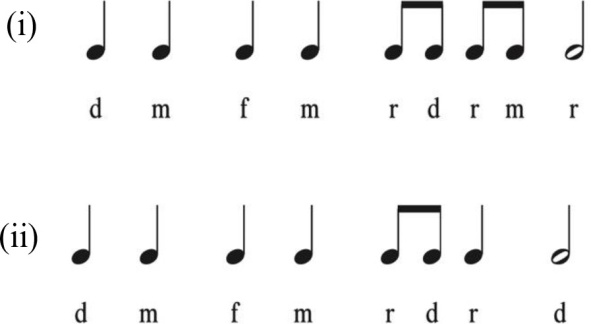 (i)
d m f m r d r m r
(ii)
d m f m r d r d